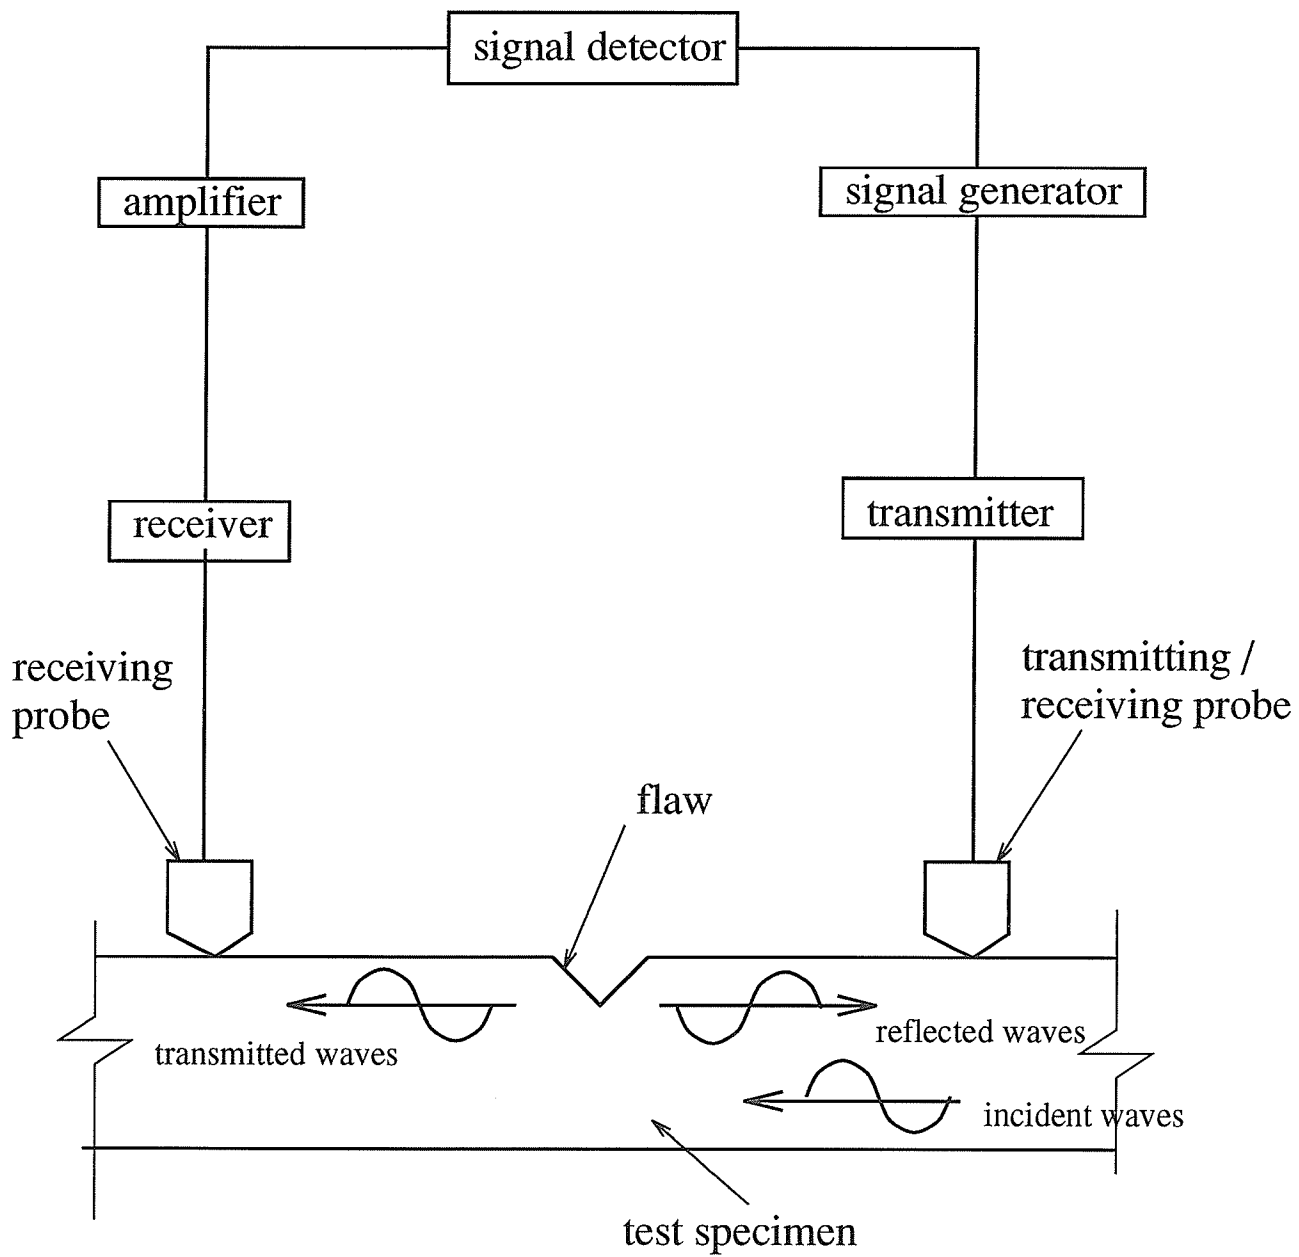 signal detector
amplifier
signal generator
receiver
transmitter
receiving
probe
transmitting /
receiving probe
flaw
transmitted waves
reflected waves
incident waves
test specimen